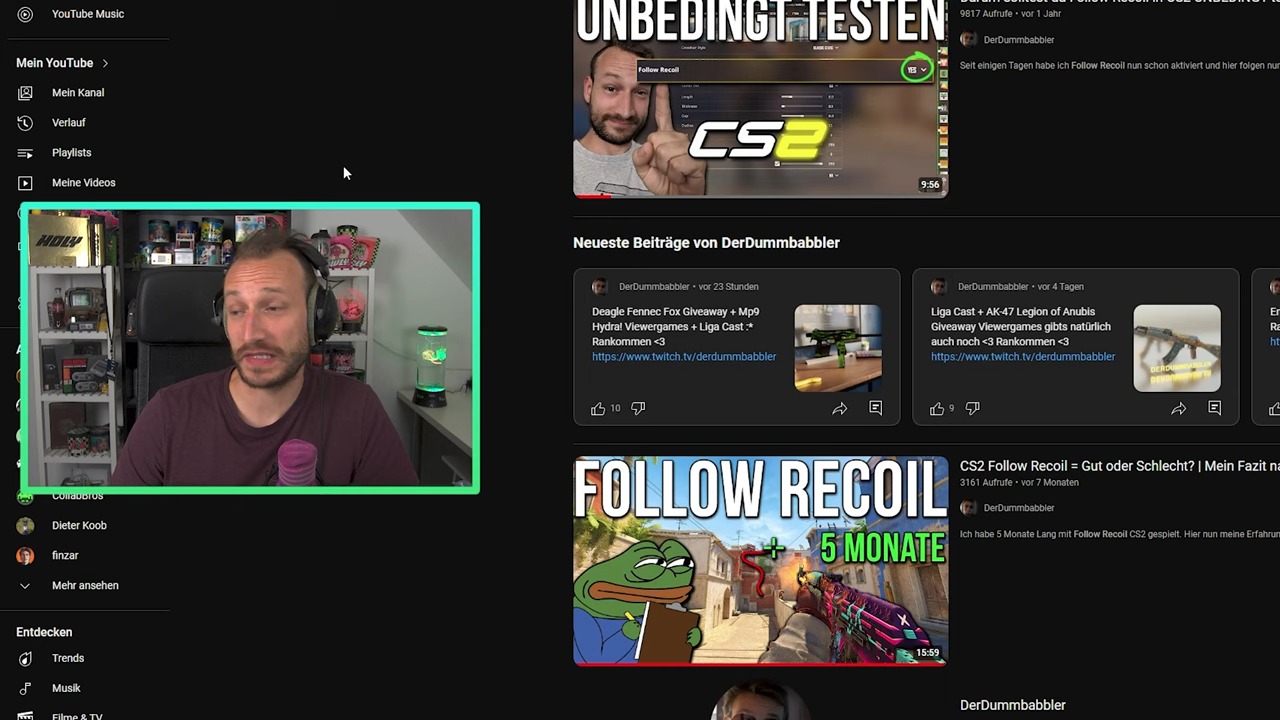 YouTube Music
Mein YouTube
Mein Kanal
Verlauf
Playlists
Meine Videos
HOLY
CollabBros
Dieter Koob
finzar
Mehr ansehen
Entdecken
Trends
Musik
Filme & TV
UNBEDINGT TESTEN
Follow Recoil
YES
CS2
9:56
9817 Aufrufe • vor 1 Jahr
DerDummbabbler
Seit einigen Tagen habe ich Follow Recoil nun schon aktiviert und hier folgen nun
Neueste Beiträge von DerDummbabbler
DerDummbabbler • vor 23 Stunden
Deagle Fennec Fox Giveaway + Mp9
Hydra! Viewergames + Liga Cast :*
Rankommen <3
https://www.twitch.tv/derdummbabbler
10
DerDummbabbler • vor 4 Tagen
Liga Cast + AK-47 Legion of Anubis
Giveaway Viewergames gibts natürlich
auch noch <3 Rankommen <3
https://www.twitch.tv/derdummbabbler
DERDUMMBABBLER
9
FOLLOW RECOIL
5 MONATE
15:59
CS2 Follow Recoil = Gut oder Schlecht? | Mein Fazit
3161 Aufrufe • vor 7 Monaten
DerDummbabbler
Ich habe 5 Monate Lang mit Follow Recoil CS2 gespielt. Hier nun meine
DerDummbabbler